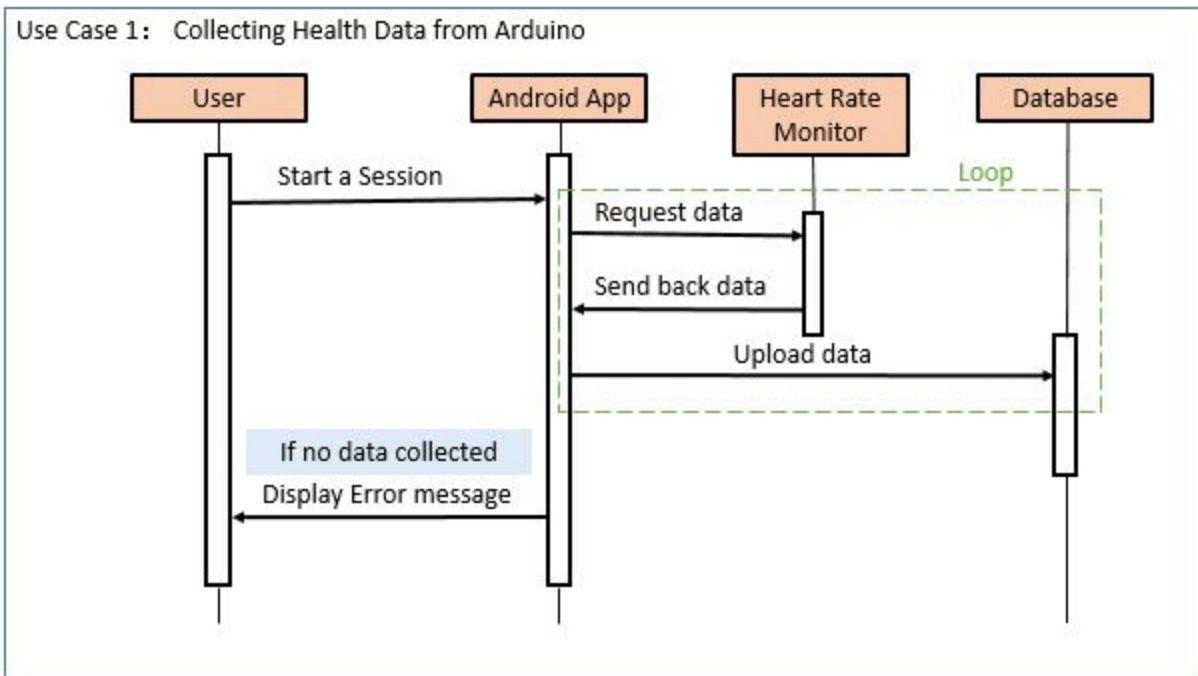 Use Case 1： Collecting Health Data from Arduino
User
Android App
Heart Rate
Monitor
Database
Loop
Start a Session
Request data
Send back data
Upload data
If no data collected
Display Error message